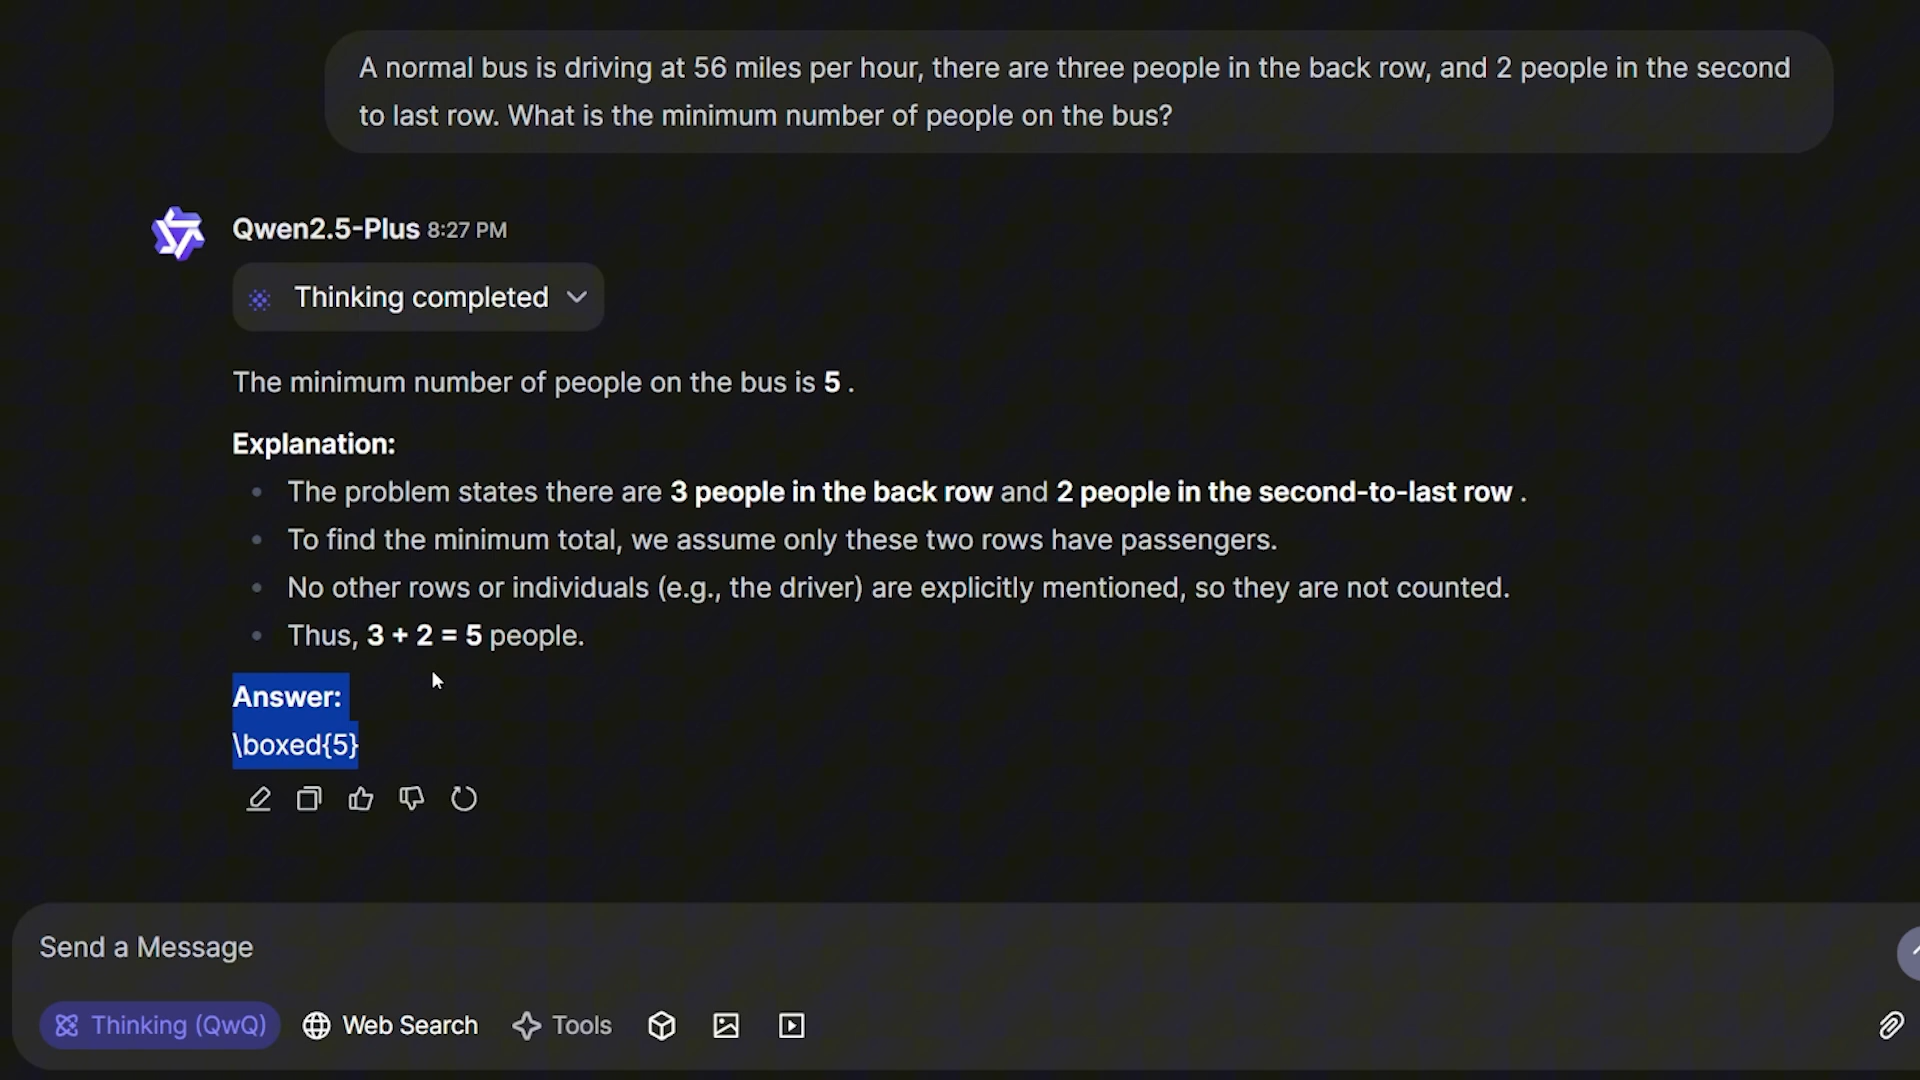 A normal bus is driving at 56 miles per hour, there are three people in the back row, and 2 people in the second
to last row. What is the minimum number of people on the bus?
Qwen2.5-Plus 8:27 PM
Thinking completed
The minimum number of people on the bus is 5 .
Explanation:
The problem states there are 3 people in the back row and 2 people in the second-to-last row .
To find the minimum total, we assume only these two rows have passengers.
No other rows or individuals (e.g., the driver) are explicitly mentioned, so they are not counted.
Thus, 3 + 2 = 5 people.
Answer:
\boxed{5}
Send a Message
Thinking (QwQ) Web Search Tools